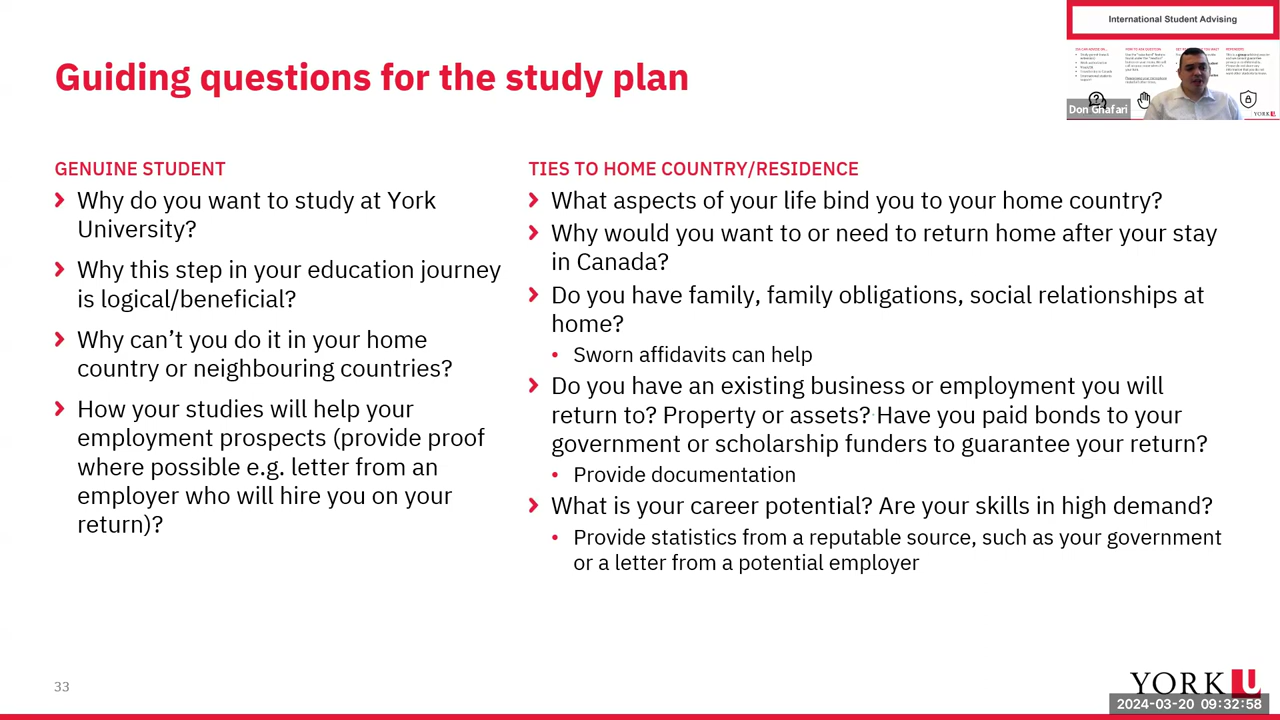 International Student Advising
Guiding questions for the study plan
Don Ghafari
GENUINE STUDENT
Why do you want to study at York
University?
Why this step in your education journey
is logical/beneficial?
Why can’t you do it in your home
country or neighbouring countries?
How your studies will help your
employment prospects (provide proof
where possible e.g. letter from an
employer who will hire you on your
return)?
TIES TO HOME COUNTRY/RESIDENCE
What aspects of your life bind you to your home country?
Why would you want to or need to return home after your stay
in Canada?
Do you have family, family obligations, social relationships at
home?
• Sworn affidavits can help
Do you have an existing business or employment you will
return to? Property or assets? Have you paid bonds to your
government or scholarship funders to guarantee your return?
• Provide documentation
What is your career potential? Are your skills in high demand?
• Provide statistics from a reputable source, such as your government
or a letter from a potential employer
33
YORK U
2024-03-20 09:32:58